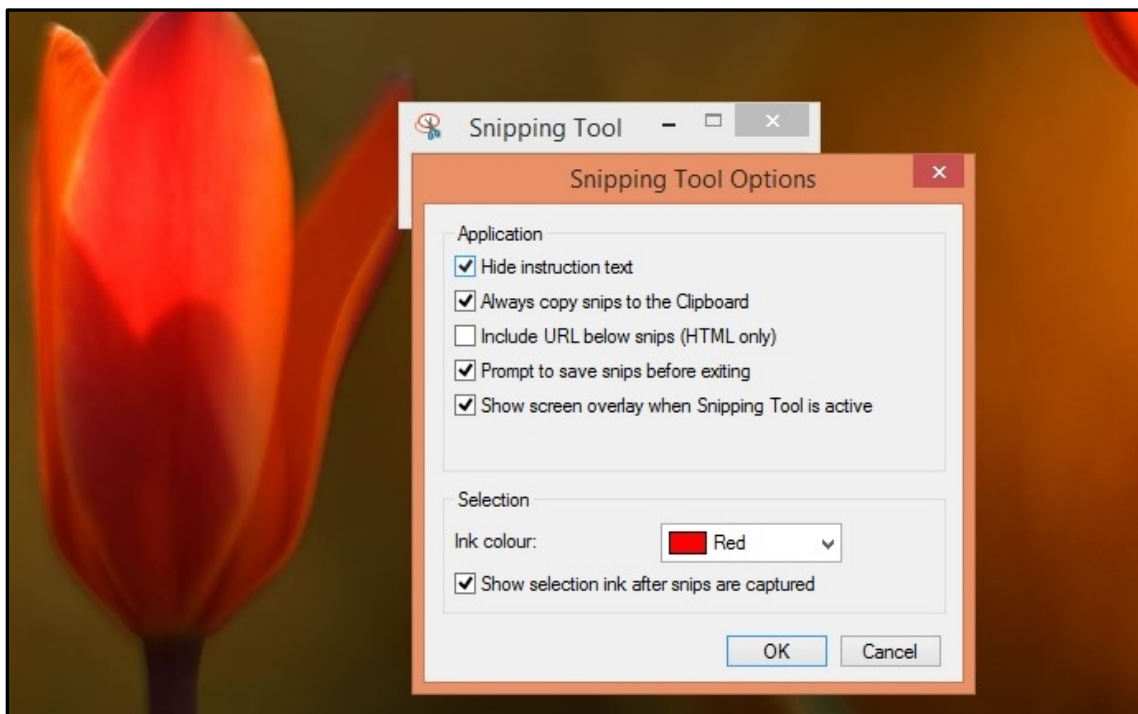 Snipping Tool
Snipping Tool Options
Application
Hide instruction text
Always copy snips to the Clipboard
Include URL below snips (HTML only)
Prompt to save snips before exiting
Show screen overlay when Snipping Tool is active
Selection
Ink colour: Red
Show selection ink after snips are captured
OK Cancel